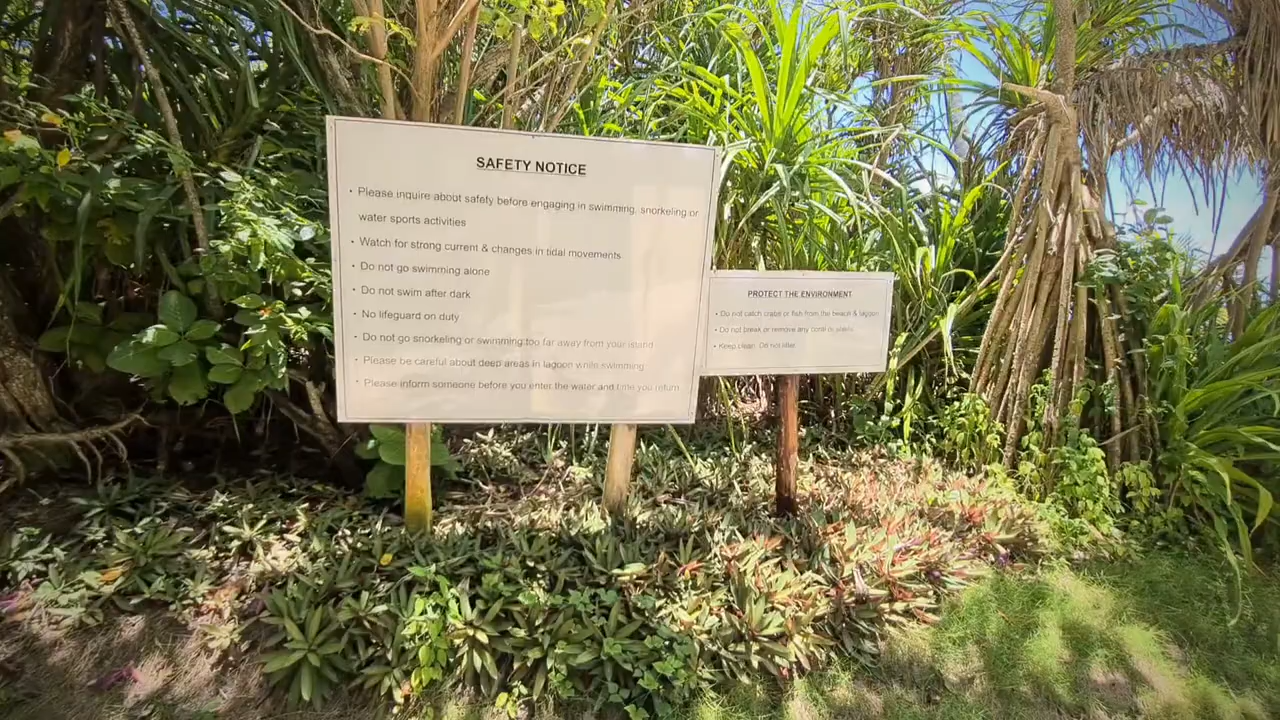 SAFETY NOTICE
• Please inquire about safety before engaging in swimming, snorkeling or
water sports activities
• Watch for strong current & changes in tidal movements
• Do not go swimming alone
• Do not swim after dark
• No lifeguard on duty
• Do not go snorkeling or swimming too far away from your island
• Please be careful about deep areas in lagoon while swimming
• Please inform someone before you enter the water and time you return
PROTECT THE ENVIRONMENT
• Do not catch crabs or fish from the beach & lagoon
• Do not break or remove any coral or shells
• Keep clean. Do not litter